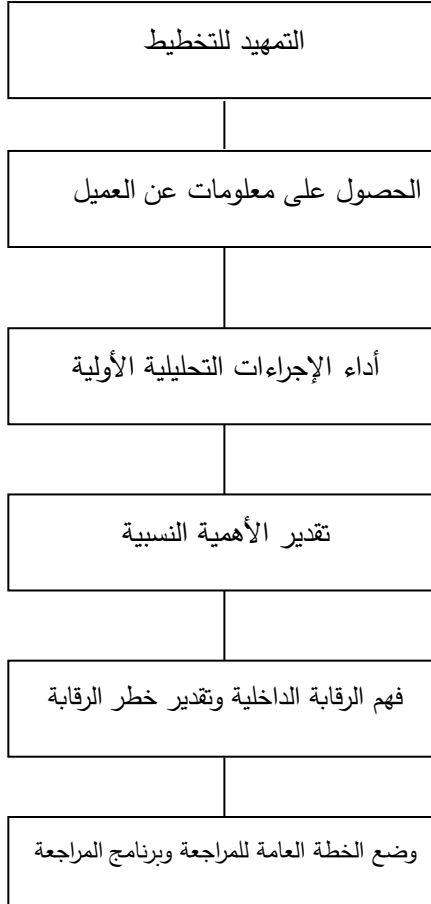 التمهيد للتخطيط
الحصول على معلومات عن العميل
أداء الإجراءات التحليلية الأولية
تقدير الأهمية النسبية
فهم الرقابة الداخلية وتقدير خطر الرقابة
وضع الخطة العامة للمراجعة وبرنامج المراجعة